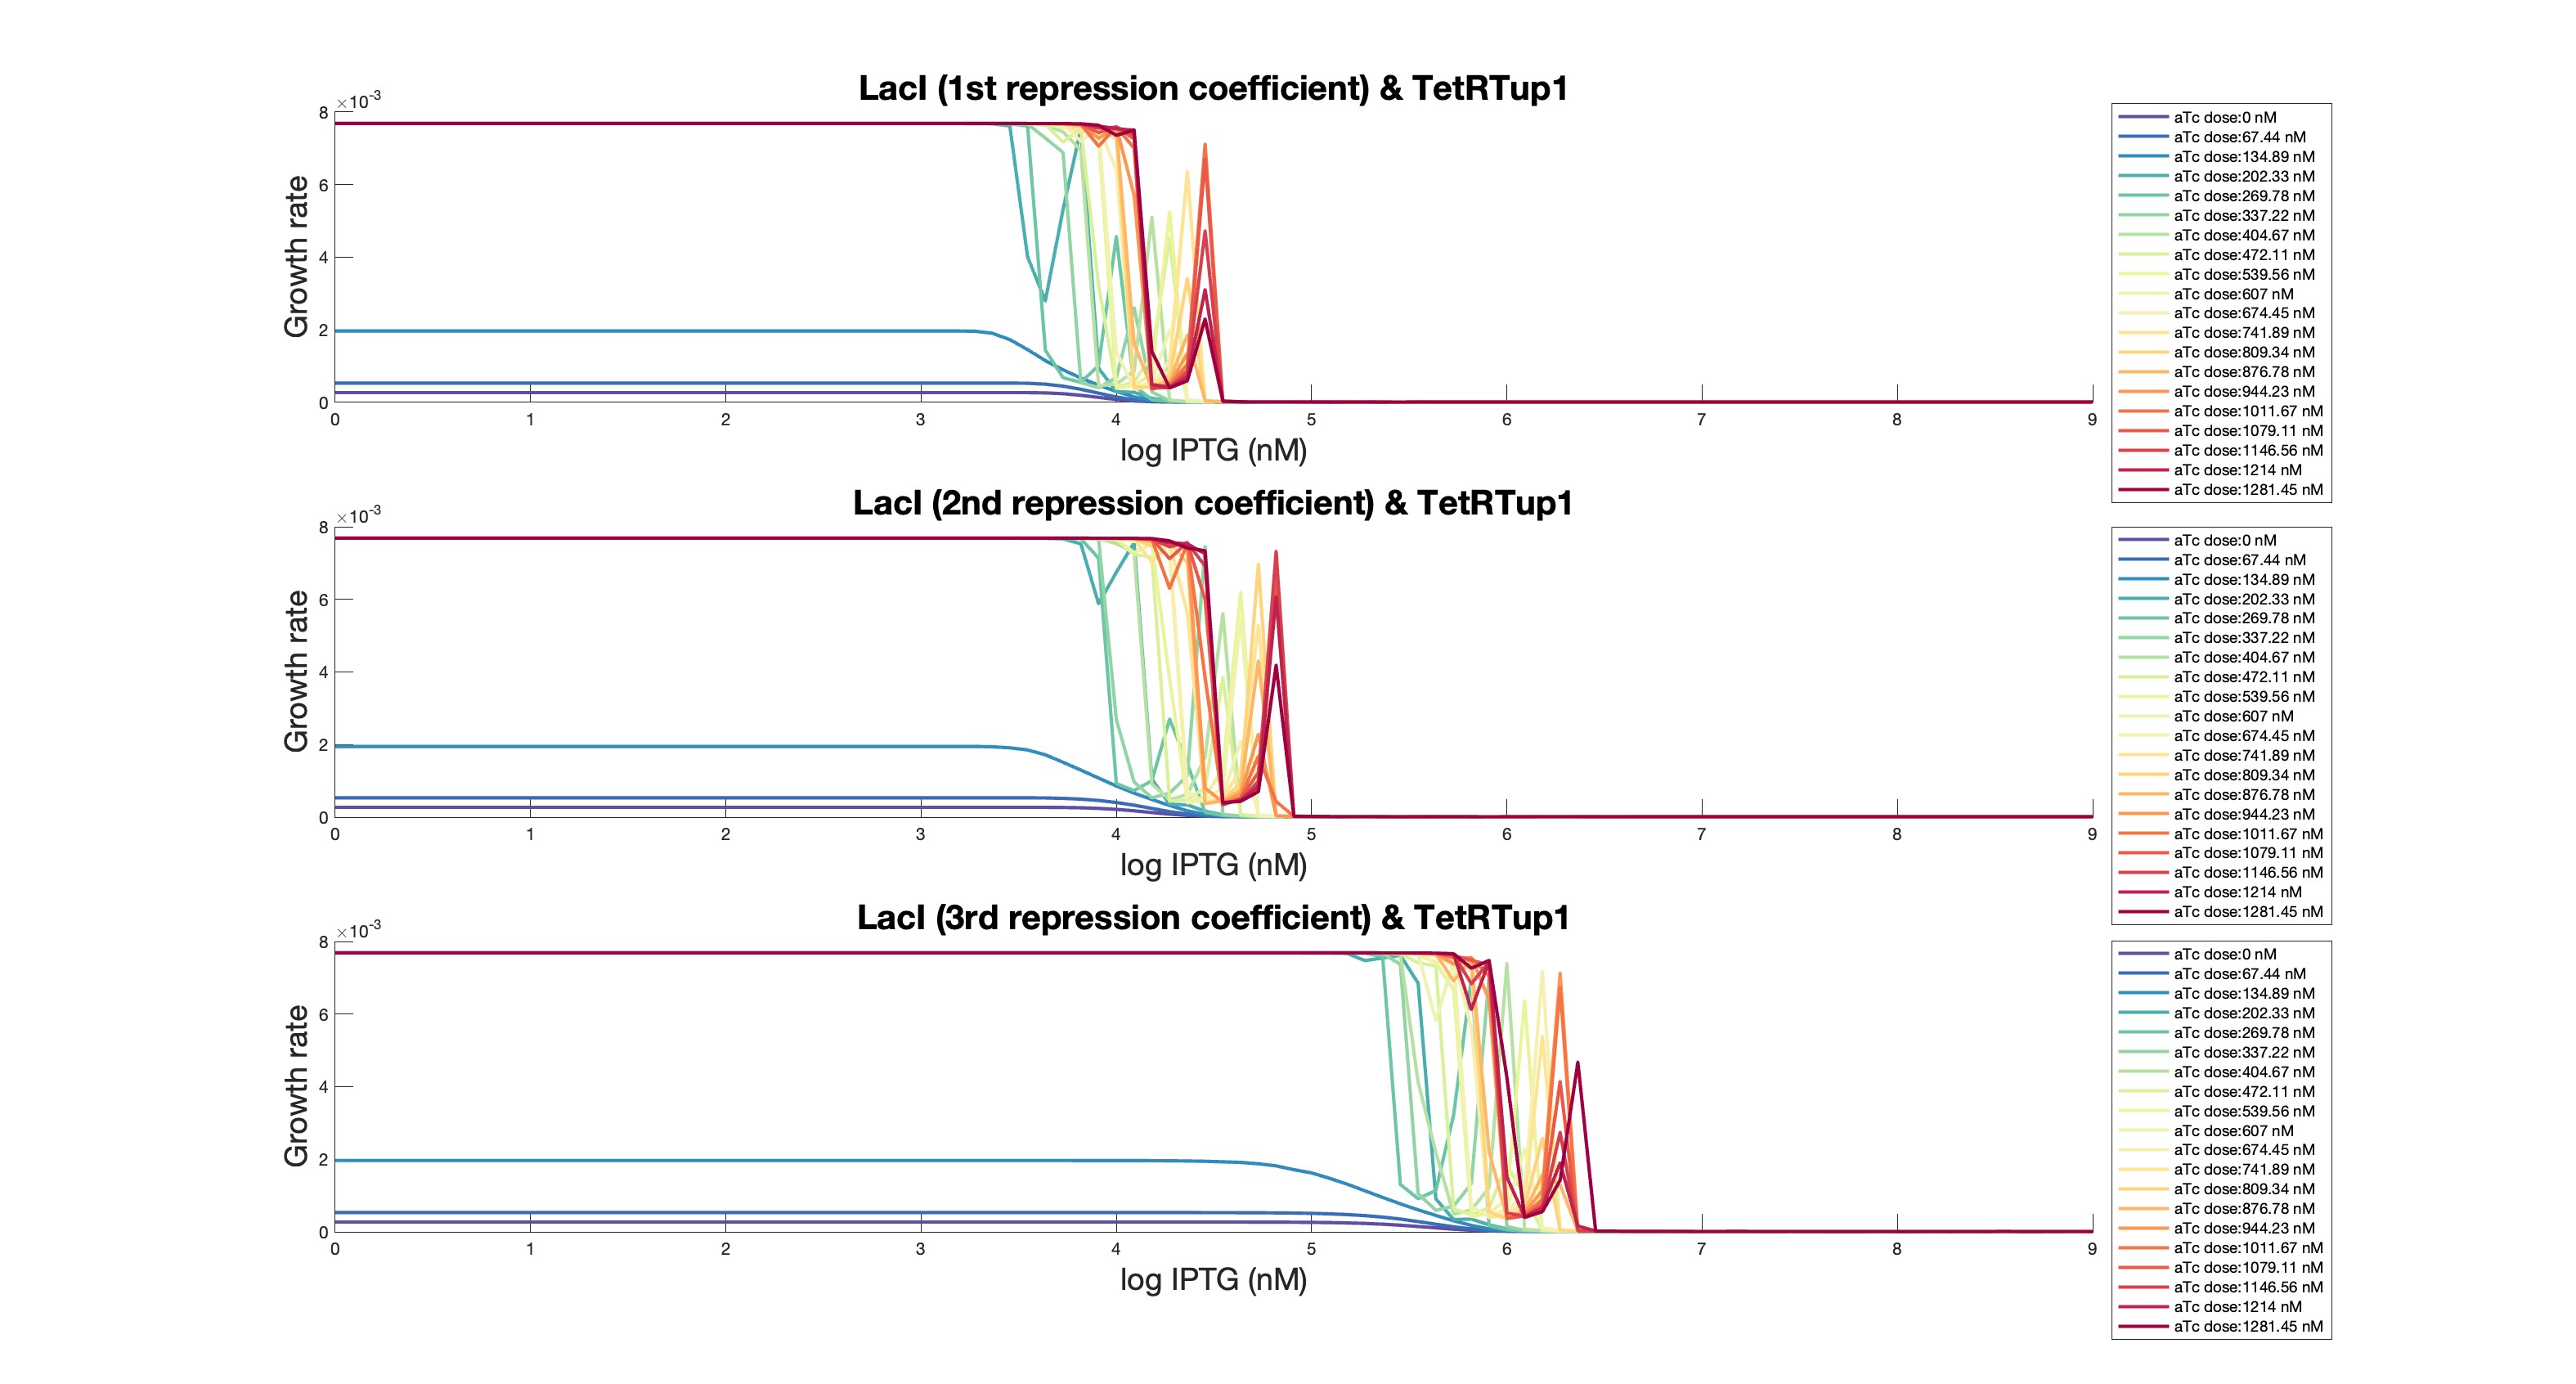 LacI (1st repression coefficient) & TetRTup1
×10-3
8
6
4
2
0
Growth rate
0 1 2 3 4 5 6 7 8 9
log IPTG (nM)
aTc dose:0 nM
aTc dose:67.44 nM
aTc dose:134.89 nM
aTc dose:202.33 nM
aTc dose:269.78 nM
aTc dose:337.22 nM
aTc dose:404.67 nM
aTc dose:472.11 nM
aTc dose:539.56 nM
aTc dose:607 nM
aTc dose:674.45 nM
aTc dose:741.89 nM
aTc dose:809.34 nM
aTc dose:876.78 nM
aTc dose:944.23 nM
aTc dose:1011.67 nM
aTc dose:1079.11 nM
aTc dose:1146.56 nM
aTc dose:1214 nM
aTc dose:1281.45 nM
LacI (2nd repression coefficient) & TetRTup1
×10-3
8
6
4
2
0
Growth rate
0 1 2 3 4 5 6 7 8 9
log IPTG (nM)
aTc dose:0 nM
aTc dose:67.44 nM
aTc dose:134.89 nM
aTc dose:202.33 nM
aTc dose:269.78 nM
aTc dose:337.22 nM
aTc dose:404.67 nM
aTc dose:472.11 nM
aTc dose:539.56 nM
aTc dose:607 nM
aTc dose:674.45 nM
aTc dose:741.89 nM
aTc dose:809.34 nM
aTc dose:876.78 nM
aTc dose:944.23 nM
aTc dose:1011.67 nM
aTc dose:1079.11 nM
aTc dose:1146.56 nM
aTc dose:1214 nM
aTc dose:1281.45 nM
LacI (3rd repression coefficient) & TetRTup1
×10-3
8
6
4
2
0
Growth rate
0 1 2 3 4 5 6 7 8 9
log IPTG (nM)
aTc dose:0 nM
aTc dose:67.44 nM
aTc dose:134.89 nM
aTc dose:202.33 nM
aTc dose:269.78 nM
aTc dose:337.22 nM
aTc dose:404.67 nM
aTc dose:472.11 nM
aTc dose:539.56 nM
aTc dose:607 nM
aTc dose:674.45 nM
aTc dose:741.89 nM
aTc dose:809.34 nM
aTc dose:876.78 nM
aTc dose:944.23 nM
aTc dose:1011.67 nM
aTc dose:1079.11 nM
aTc dose:1146.56 nM
aTc dose:1214 nM
aTc dose:1281.45 nM